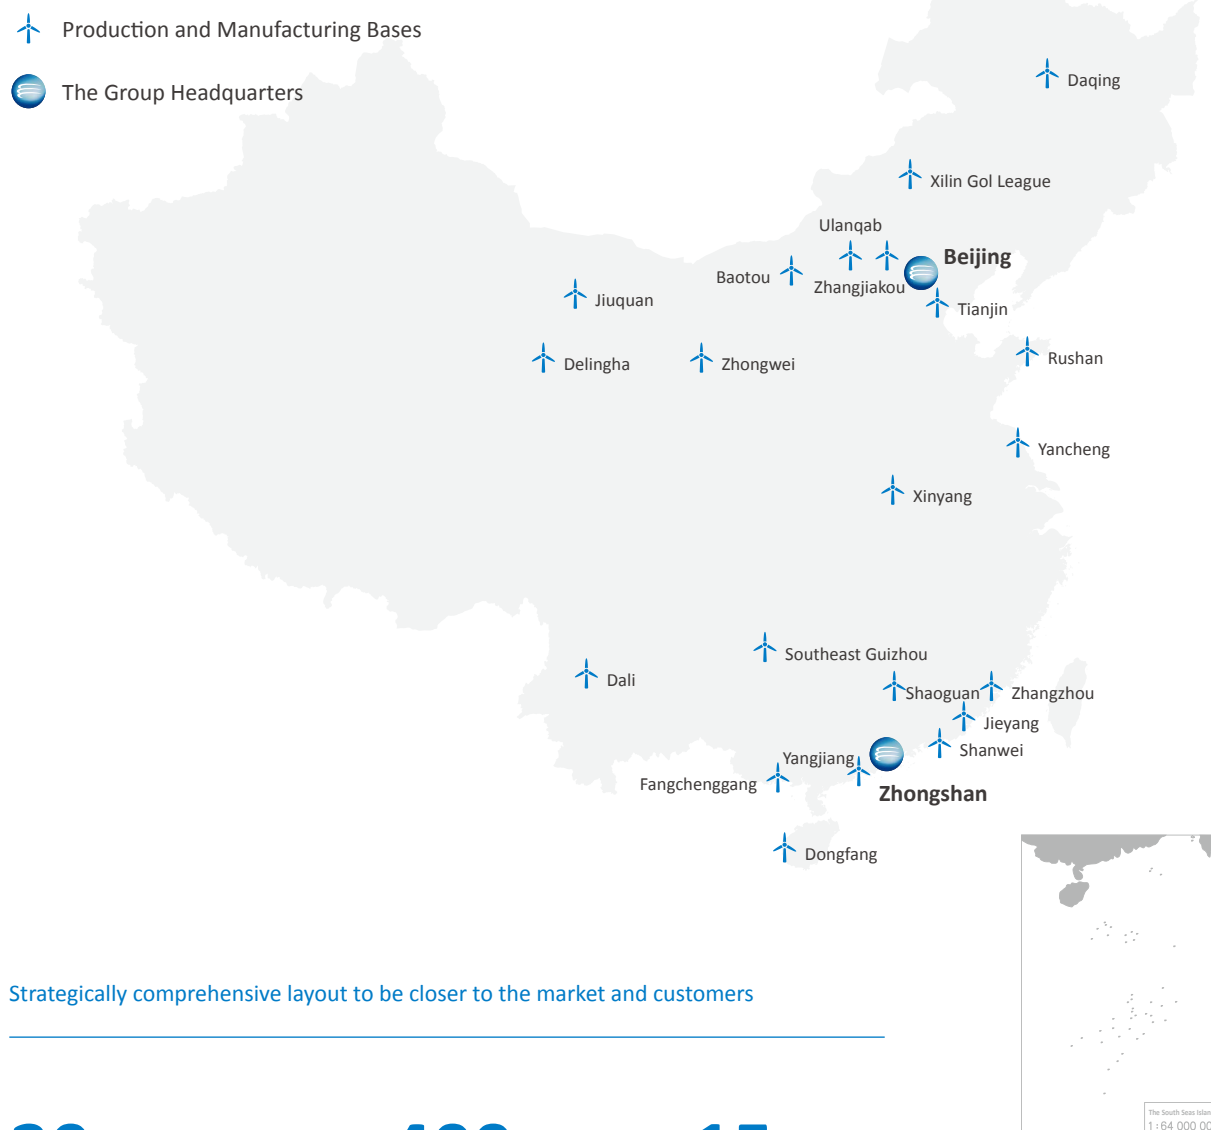 Production and Manufacturing Bases
The Group Headquarters
Daqing
Xilin Gol League
Ulanqab
Beijing
Baotou
Zhangjiakou
Jiuquan
Tianjin
Delingha
Zhongwei
Rushan
Yancheng
Xinyang
Southeast Guizhou
Dali
Shaoguan
Zhangzhou
Jieyang
Shanwei
Yangjiang
Fangchenggang
Zhongshan
Dongfang
Strategically comprehensive layout to be closer to the market and customers
The South Seas
1:64 000